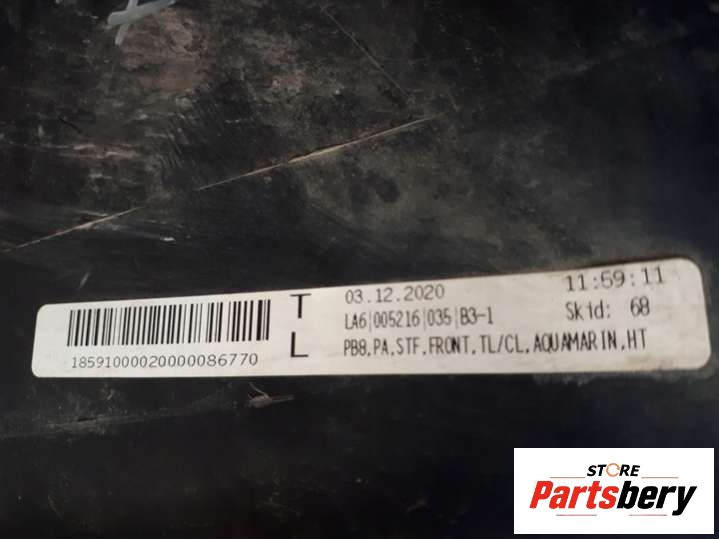 T
L
03.12.2020
11:59:11
LA6|005216|035|B3-1
Skid: 68
PB8.PA.STF.FRONT.TL/CL.AQUAMARIN.HT
18591000020000086770
STORE
Partsbery